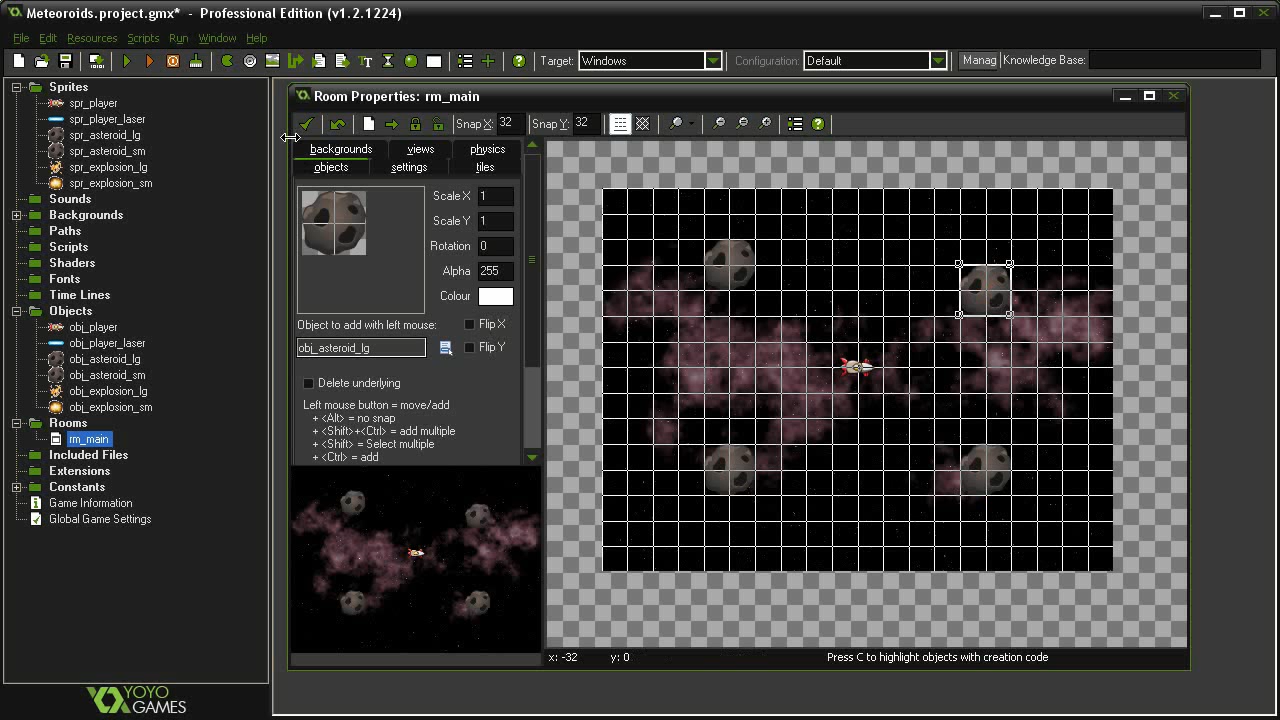 Meteoroids.project.gmx* - Professional Edition (v1.2.1224)
File Edit Resources Scripts Run Window Help
Target: Windows Configuration: Default Manag Knowledge Base:
Sprites
spr_player
spr_player_laser
spr_asteroid_lg
spr_asteroid_sm
spr_explosion_lg
spr_explosion_sm
Sounds
Backgrounds
Paths
Scripts
Shaders
Fonts
Time Lines
Objects
obj_player
obj_player_laser
obj_asteroid_lg
obj_asteroid_sm
obj_explosion_lg
obj_explosion_sm
Rooms
rm_main
Included Files
Extensions
Constants
Game Information
Global Game Settings
YOYO
GAMES
Room Properties: rm_main
Snap X: 32 Snap Y: 32
backgrounds views physics
objects settings tiles
Scale X 1
Scale Y 1
Rotation 0
Alpha 255
Colour
Object to add with left mouse: Flip X
obj_asteroid_lg Flip Y
Delete underlying
Left mouse button = move/add
+ <Alt> = no snap
+ <Shift>+<Ctrl> = add multiple
+ <Shift> = Select multiple
+ <Ctrl> = add
x: -32 y: 0 Press C to highlight objects with creation code